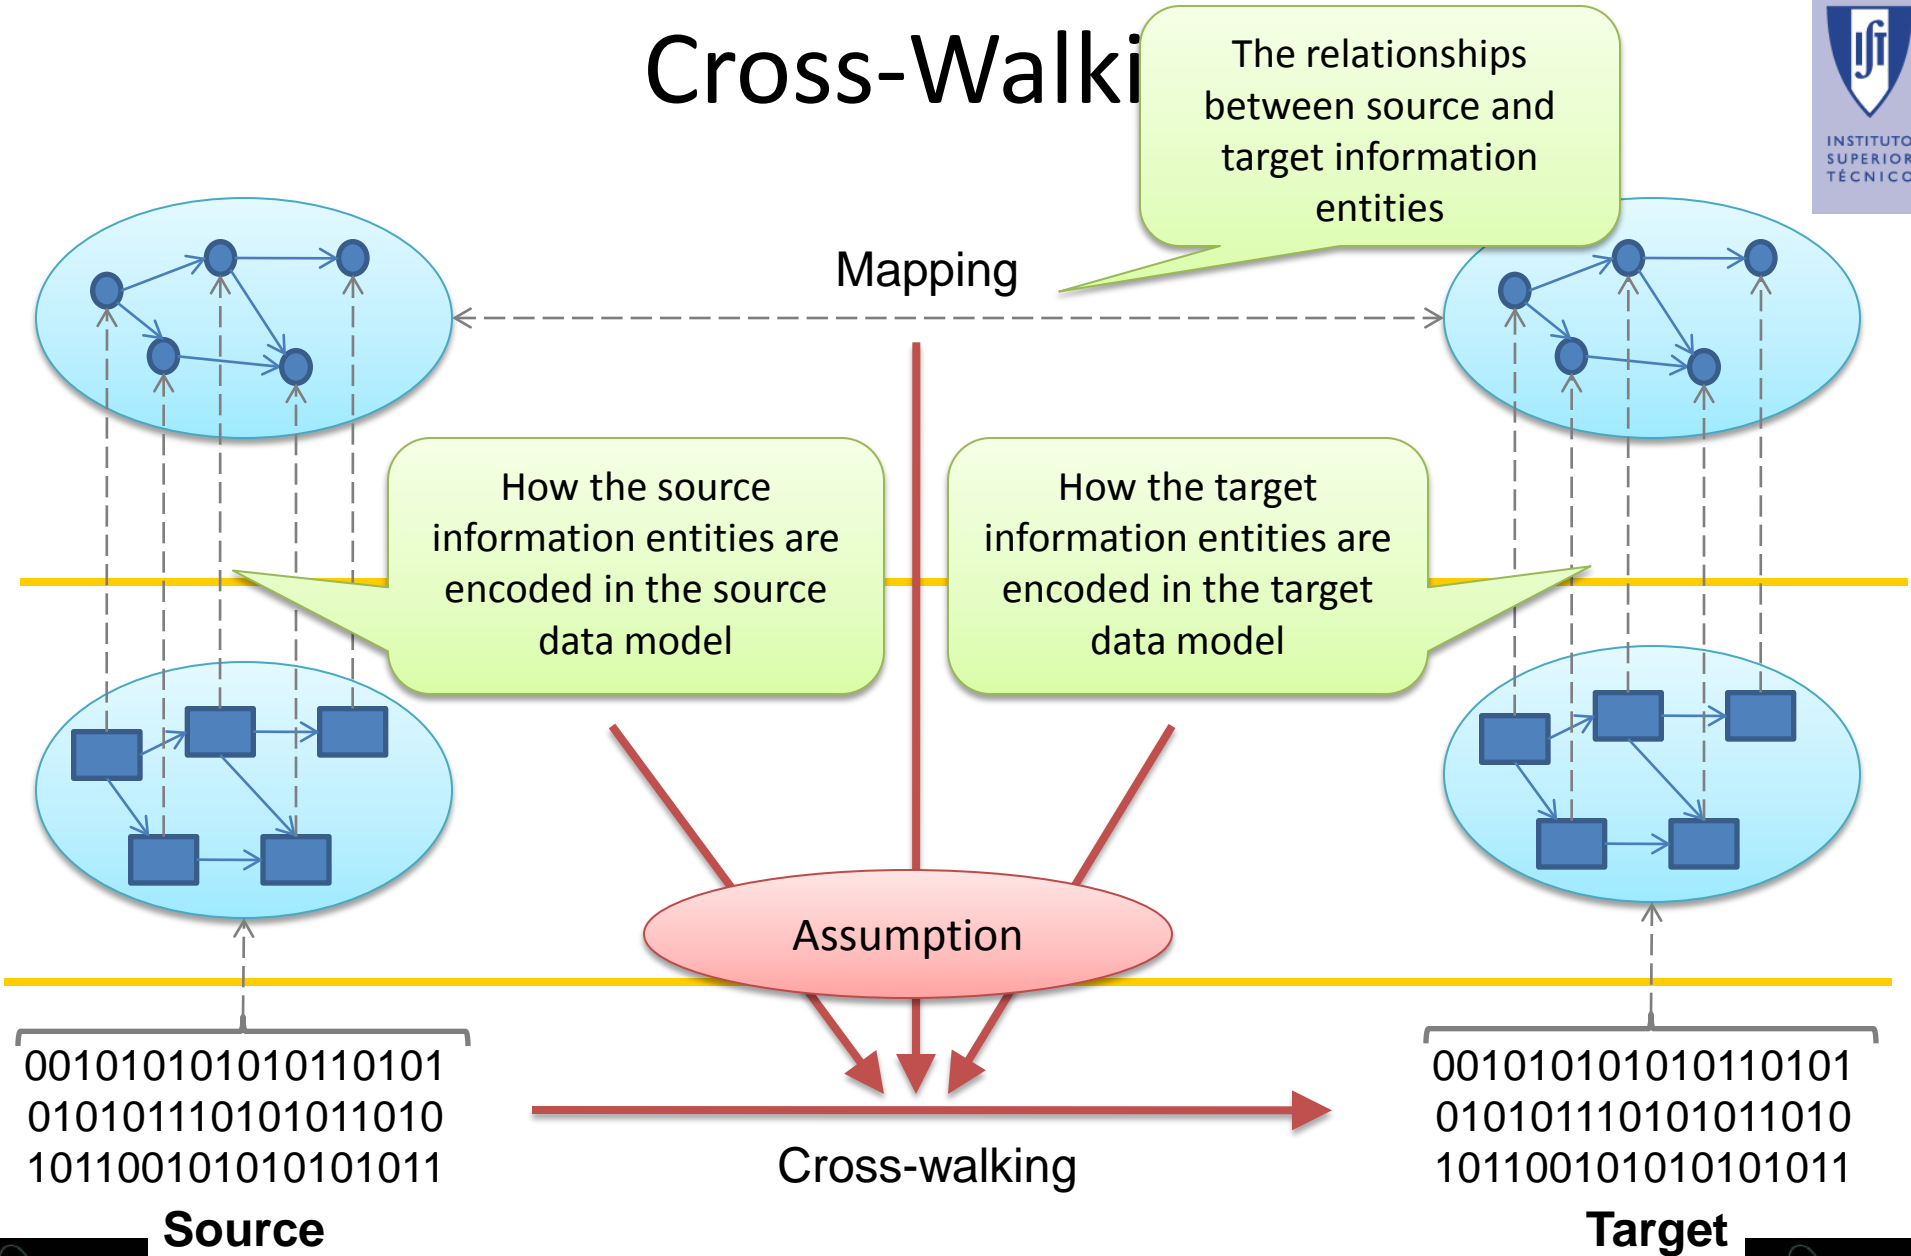 Cross-Walki
The relationships
between source and
target information
entities
INSTITUTO
SUPERIOR
TÉCNICO
Mapping
How the source
information entities are
encoded in the source
data model
How the target
information entities are
encoded in the target
data model
Assumption
001010101010110101
010101110101011010
101100101010101011
Source
Cross-walking
001010101010110101
010101110101011010
101100101010101011
Target